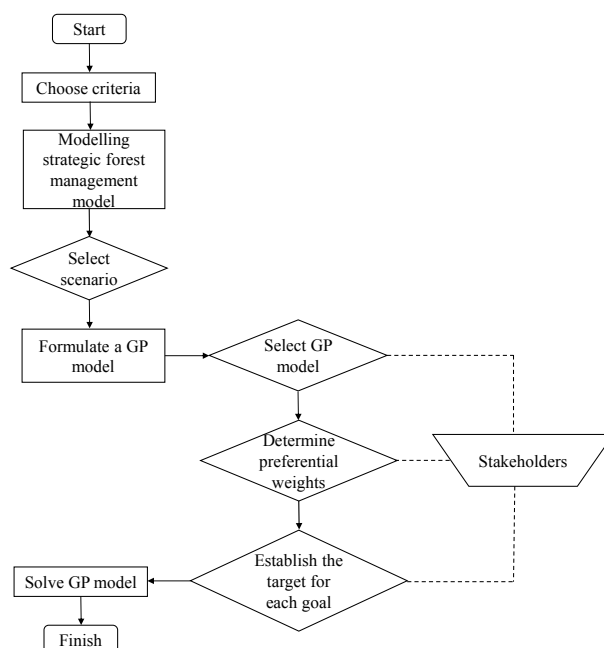 Start
Choose criteria
Modelling
strategic forest
management
model
Select
scenario
Formulate a GP
model
Select GP
model
Determine
preferential
weights
Stakeholders
Establish the
target for
each goal
Solve GP model
Finish